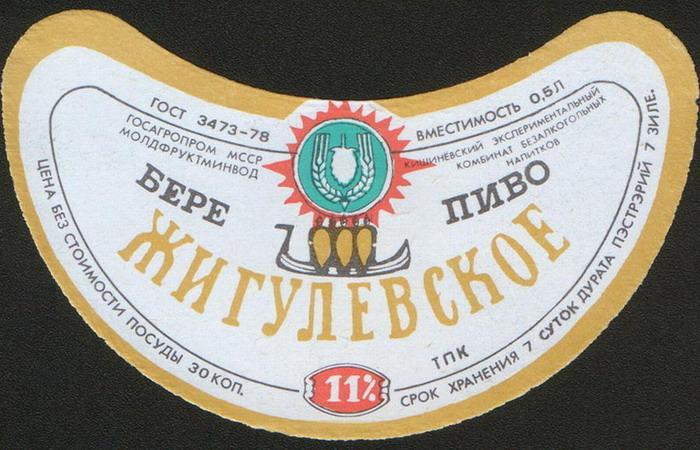 ГОСТ 3473-78
ГОСАГРОПРОМ МССР
МОЛДФРУКТМИНВОД
ВМЕСТИМОСТЬ 0,5Л
КИШИНЕВСКИЙ ЭКСПЕРИМЕНТАЛЬНЫЙ
КОМБИНАТ БЕЗАЛКОГОЛЬНЫХ
НАПИТКОВ
БЕРЕ ПИВО
ЖИГУЛЕВСКОЕ
ТПК
ЦЕНА БЕЗ СТОИМОСТИ ПОСУДЫ 30 КОП.
11%
СРОК ХРАНЕНИЯ 7 СУТОК ДУРАТА ПЭСТРЭРИЙ 7 ЗИЛЕ.